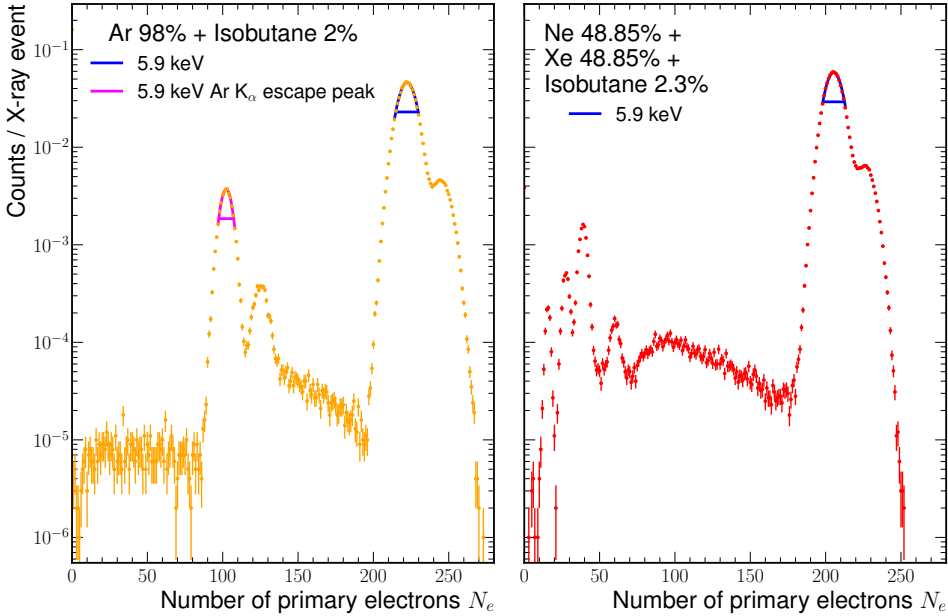 Counts / X-ray event
10⁻¹
10⁻²
10⁻³
10⁻⁴
10⁻⁵
10⁻⁶
Ar 98% + Isobutane 2%
5.9 keV
5.9 keV Ar K_α escape peak
0 50 100 150 200 250
Number of primary electrons N_e
Ne 48.85% +
Xe 48.85% +
Isobutane 2.3%
5.9 keV
0 50 100 150 200 250
Number of primary electrons N_e